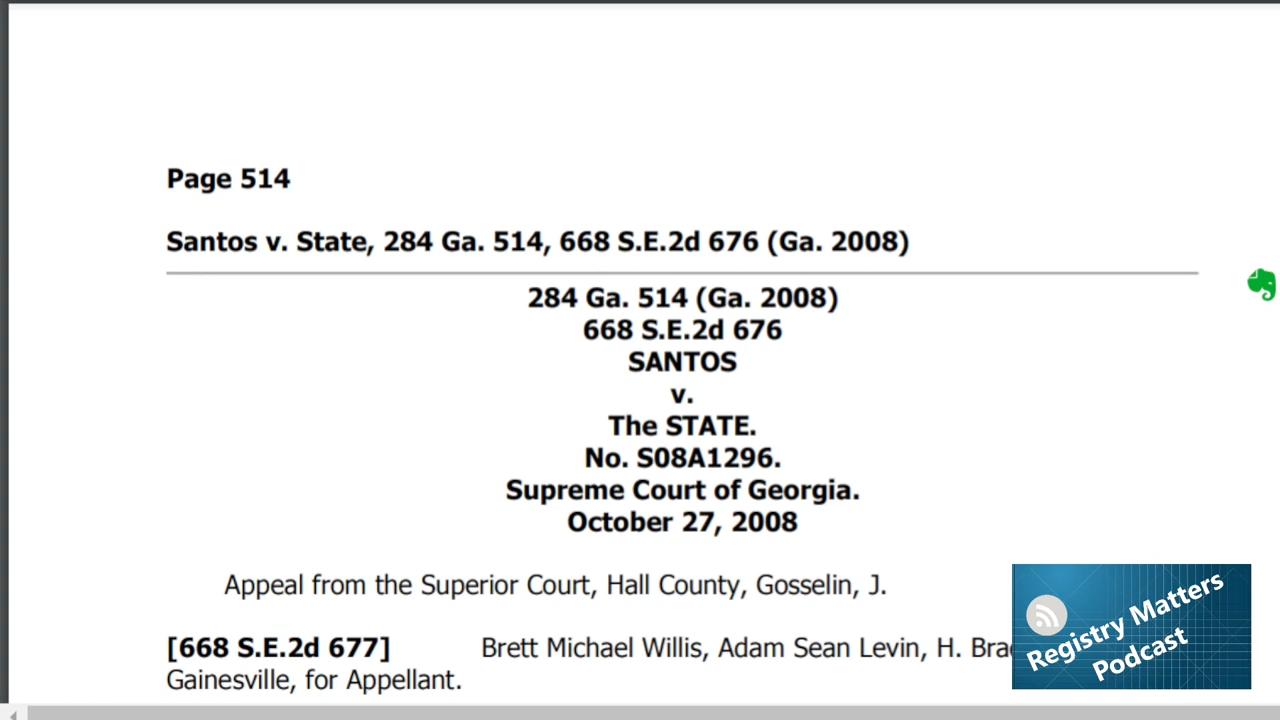 Page 514
Santos v. State, 284 Ga. 514, 668 S.E.2d 676 (Ga. 2008)
284 Ga. 514 (Ga. 2008)
668 S.E.2d 676
SANTOS
v.
The STATE.
No. S08A1296.
Supreme Court of Georgia.
October 27, 2008
Appeal from the Superior Court, Hall County, Gosselin, J.
[668 S.E.2d 677] Brett Michael Willis, Adam Sean Levin, H.
Gainesville, for Appellant.
Registry Matters
Podcast